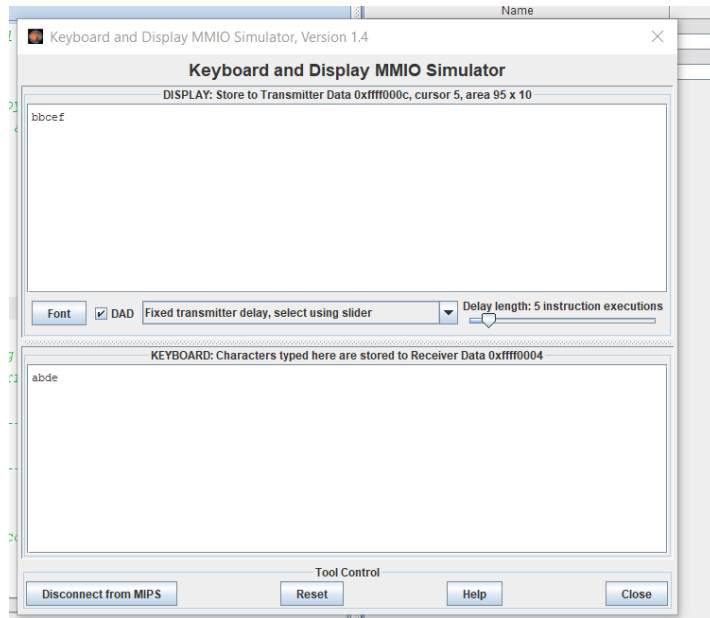 Name
Keyboard and Display MMIO Simulator, Version 1.4
Keyboard and Display MMIO Simulator
DISPLAY: Store to Transmitter Data 0xffff000c, cursor 5, area 95 x 10
bbcef
Font
DAD
Fixed transmitter delay, select using slider
Delay length: 5 instruction executions
KEYBOARD: Characters typed here are stored to Receiver Data 0xffff0004
abde
Tool Control
Disconnect from MIPS
Reset
Help
Close